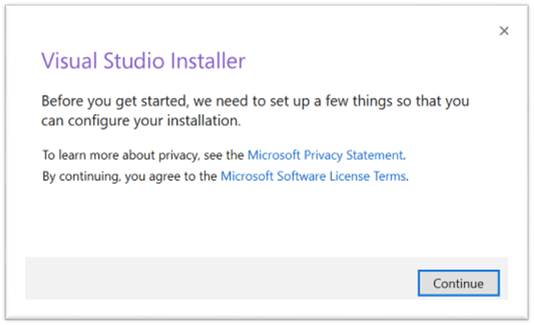 Visual Studio Installer
Before you get started, we need to set up a few things so that you
can configure your installation.
To learn more about privacy, see the Microsoft Privacy Statement.
By continuing, you agree to the Microsoft Software License Terms.
Continue